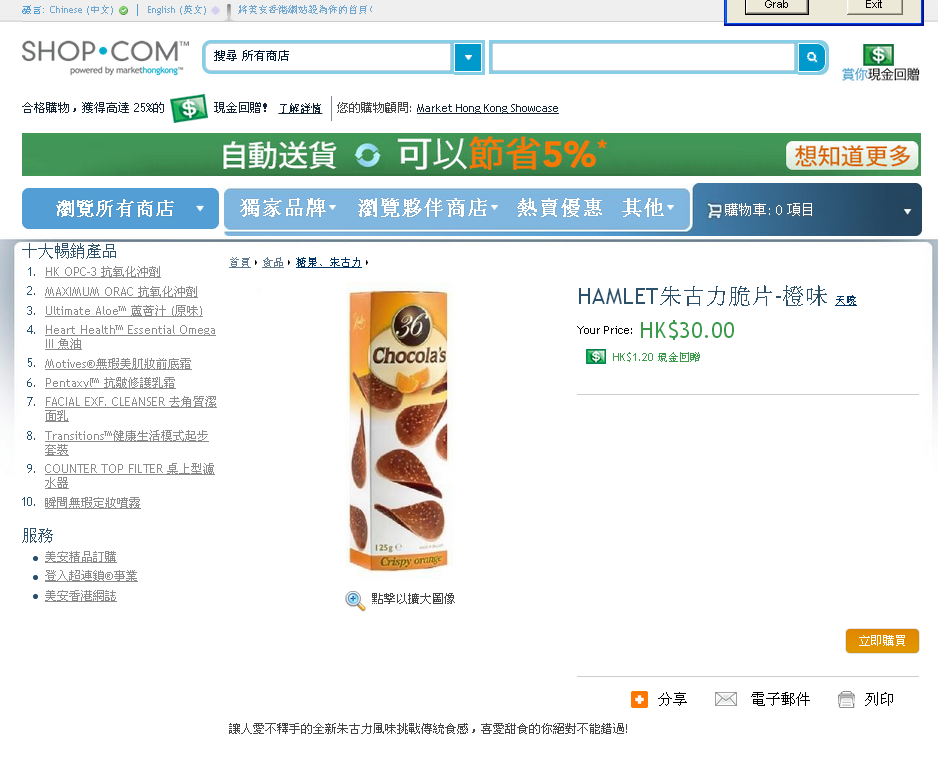 語言: Chinese (中文) | English (英文) 將美安香港網站設為你的首頁
Grab Exit
SHOP•COM™
powered by markethongkong™
搜尋 所有商店
賞你現金回贈
合格購物，獲得高達 25%的 $ 現金回贈! 了解詳情 您的購物顧問: Market Hong Kong Showcase
自動送貨 可以節省5%* 想知道更多
瀏覽所有商店 獨家品牌 瀏覽夥伴商店 熱賣優惠 其他 購物車: 0 項目
十大暢銷產品
1. HK OPC-3 抗氧化沖劑
2. MAXIMUM ORAC 抗氧化沖劑
3. Ultimate Aloe™ 蘆薈汁 (原味)
4. Heart Health™ Essential Omega
III 魚油
5. Motives®無瑕美肌妝前底霜
6. Pentaxyl™ 抗皺修護乳霜
7. FACIAL EXF. CLEANSER 去角質潔
面乳
8. Transitions™健康生活模式起步
套裝
9. COUNTER TOP FILTER 桌上型濾
水器
10. 瞬間無瑕定妝噴霧
服務
美安精品訂購
登入超連鎖®事業
美安香港網誌
首頁 食品 糖果、朱古力
36
Chocola's
125g e
Crispy orange
點擊以擴大圖像
HAMLET朱古力脆片-橙味 天曉
Your Price: HK$30.00
$ HK$1.20 現金回贈
立即購買
分享 電子郵件 列印
讓人愛不釋手的全新朱古力風味挑戰傳統食感，喜愛甜食的你絕對不能錯過!